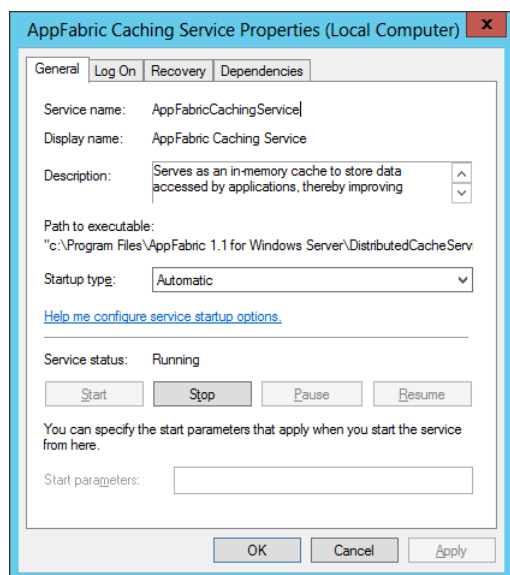 AppFabric Caching Service Properties (Local Computer)
x
General Log On Recovery Dependencies
Service name: AppFabricCachingService
Display name: AppFabric Caching Service
Description: Serves as an in-memory cache to store data
accessed by applications, thereby improving
Path to executable:
"c:\Program Files\AppFabric 1.1 for Windows Server\DistributedCacheServi
Startup type: Automatic
Help me configure service startup options.
Service status: Running
Start Stop Pause Resume
You can specify the start parameters that apply when you start the service
from here.
Start parameters:
OK Cancel Apply